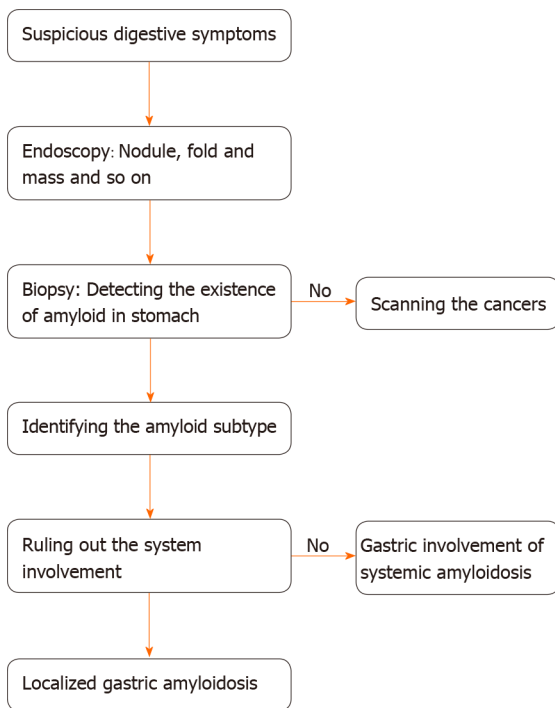 Suspicious digestive symptoms
Endoscopy: Nodule, fold and
mass and so on
Biopsy: Detecting the existence
of amyloid in stomach
No
Scanning the cancers
Identifying the amyloid subtype
Ruling out the system
involvement
No
Gastric involvement of
systemic amyloidosis
Localized gastric amyloidosis